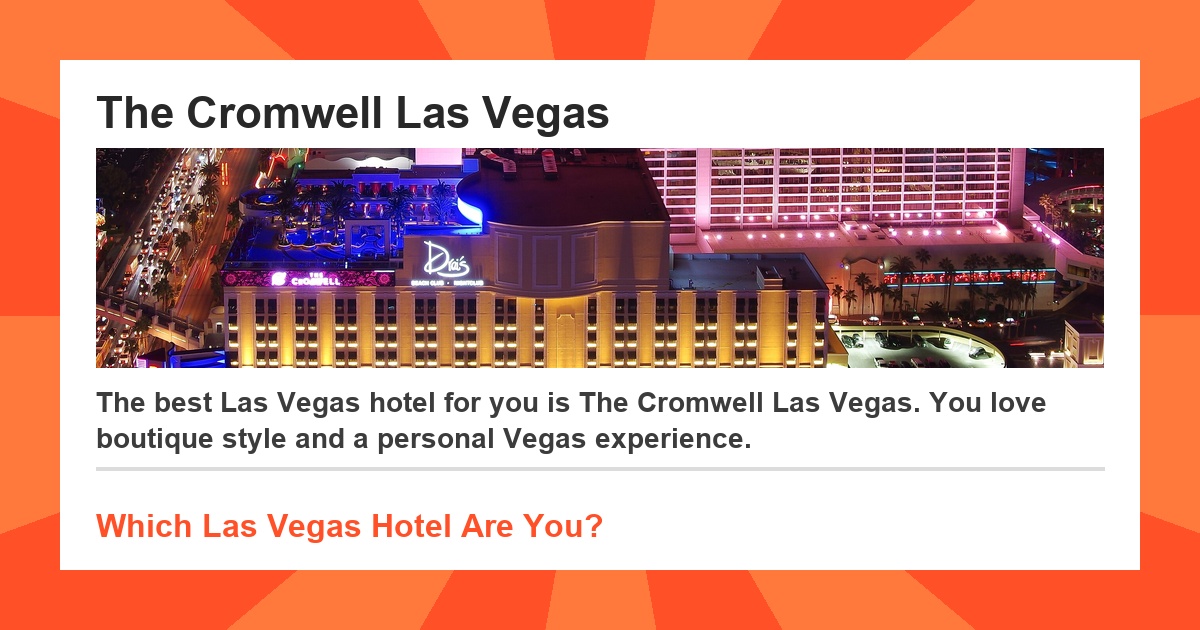 The Cromwell Las Vegas
Drai's
BEACH CLUB • NIGHTCLUB
THE
CROMWELL
The best Las Vegas hotel for you is The Cromwell Las Vegas. You love
boutique style and a personal Vegas experience.
Which Las Vegas Hotel Are You?